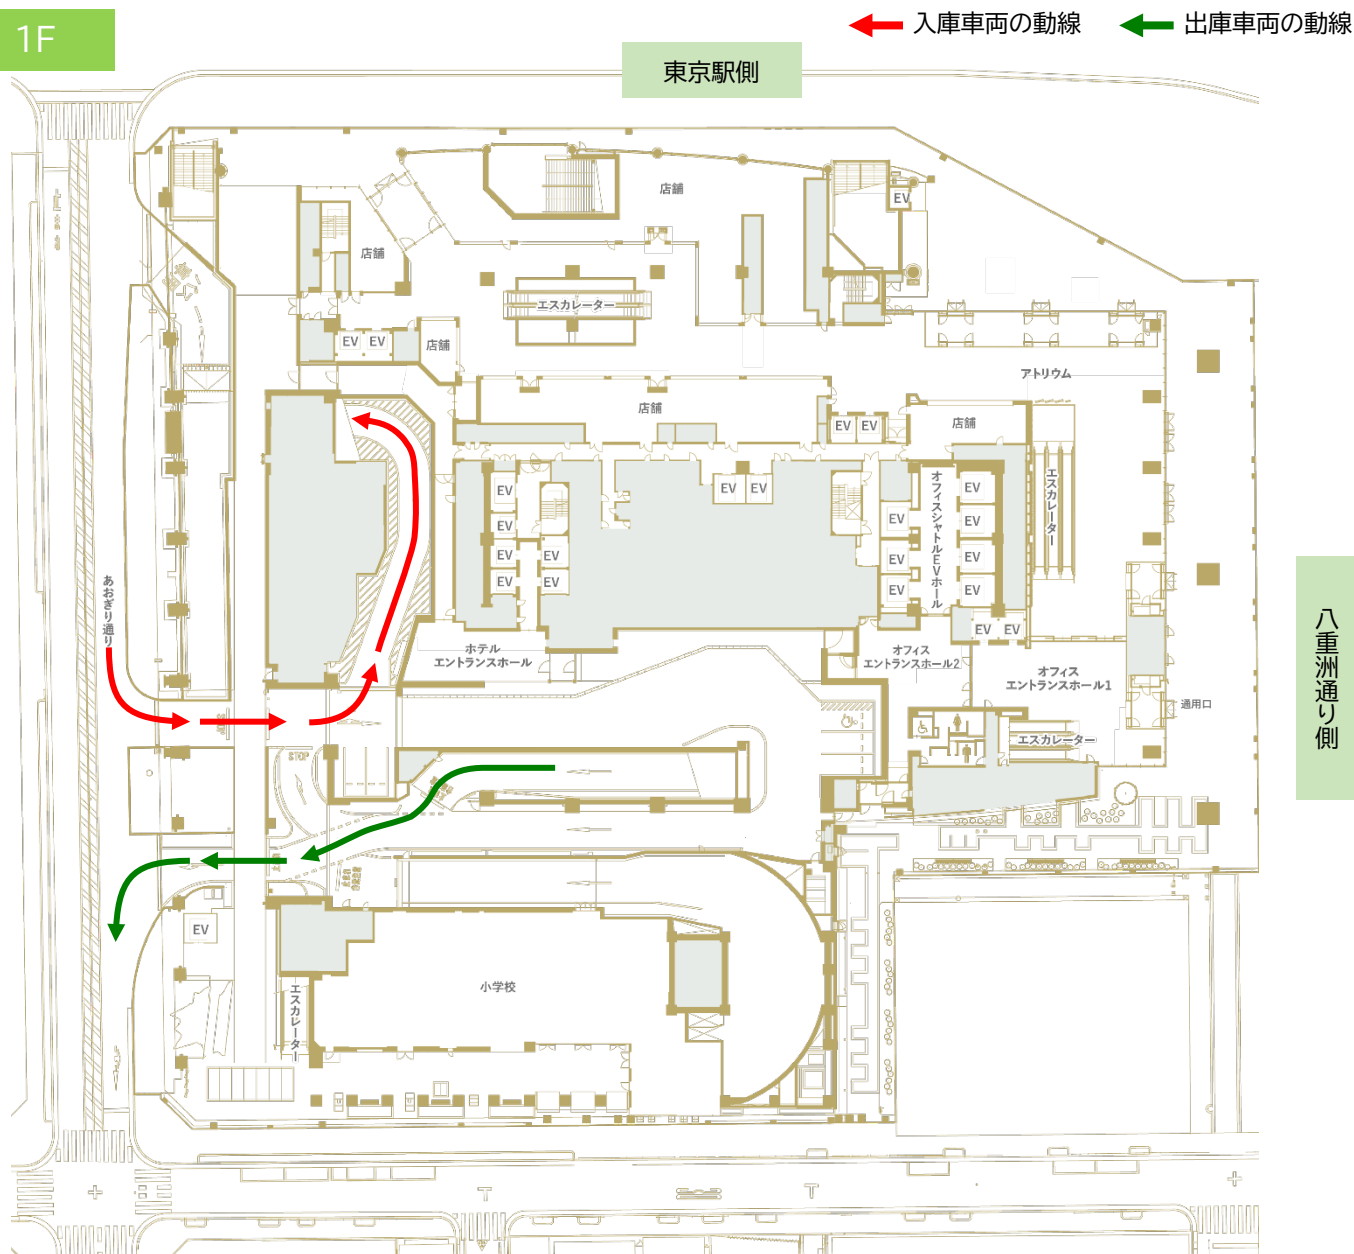 1F
入庫車両の動線
出庫車両の動線
東京駅側
店舗
EV
店舗
エスカレーター
EV EV
店舗
アトリウム
店舗
EV EV
店舗
エスカレーター
オフィスシャトルEVホール
EV
EV EV
EV
EV
EV
EV
EV
EV
EV
EV
EV
EV
EV
EV
EV
EV EV
あおぎり通り
ホテル
エントランスホール
オフィス
エントランスホール2
オフィス
エントランスホール1
通用口
エスカレーター
八重洲通り側
STOP
EV
小学校
エスカレーター